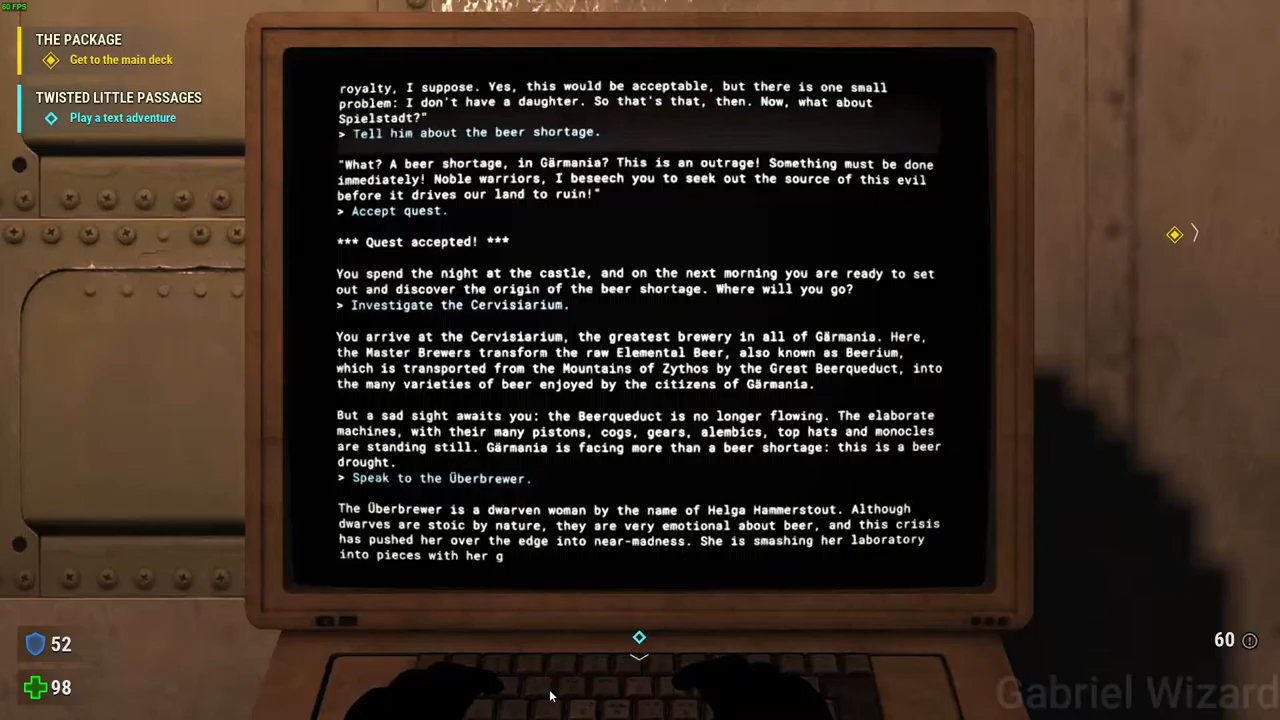 60 FPS
THE PACKAGE
Get to the main deck
TWISTED LITTLE PASSAGES
Play a text adventure
royalty, I suppose. Yes, this would be acceptable, but there is one small
problem: I don't have a daughter. So that's that, then. Now, what about
Spielstadt?"
> Tell him about the beer shortage.
"What? A beer shortage, in Gärmania? This is an outrage! Something must be done
immediately! Noble warriors, I beseech you to seek out the source of this evil
before it drives our land to ruin!"
> Accept quest.
*** Quest accepted! ***
You spend the night at the castle, and on the next morning you are ready to set
out and discover the origin of the beer shortage. Where will you go?
> Investigate the Cervisiarium.
You arrive at the Cervisiarium, the greatest brewery in all of Gärmania. Here,
the Master Brewers transform the raw Elemental Beer, also known as Beerium,
which is transported from the Mountains of Zythos by the Great Beerqueduct, into
the many varieties of beer enjoyed by the citizens of Gärmania.
But a sad sight awaits you: the Beerqueduct is no longer flowing. The elaborate
machines, with their many pistons, cogs, gears, alembics, top hats and monocles
are standing still. Gärmania is facing more than a beer shortage: this is a beer
drought.
> Speak to the Überbrewer.
The Überbrewer is a dwarven woman by the name of Helga Hammerstout. Although
dwarves are stoic by nature, they are very emotional about beer, and this crisis
has pushed her over the edge into near-madness. She is smashing her laboratory
into pieces with her g
52
98
60
Gabriel Wizard